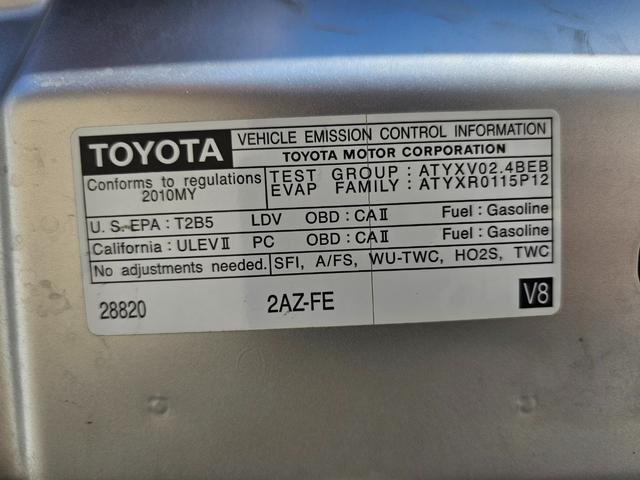 TOYOTA
VEHICLE EMISSION CONTROL INFORMATION
TOYOTA MOTOR CORPORATION
Conforms to regulations
2010MY
TEST GROUP : ATYXV02.4BEB
EVAP FAMILY : ATYXR0115P12
U.S.EPA : T2B5 LDV OBD : CAⅡ Fuel : Gasoline
California : ULEVⅡ PC OBD : CAⅡ Fuel : Gasoline
No adjustments needed. SFI, A/FS, WU-TWC, HO2S, TWC
28820 2AZ-FE V8